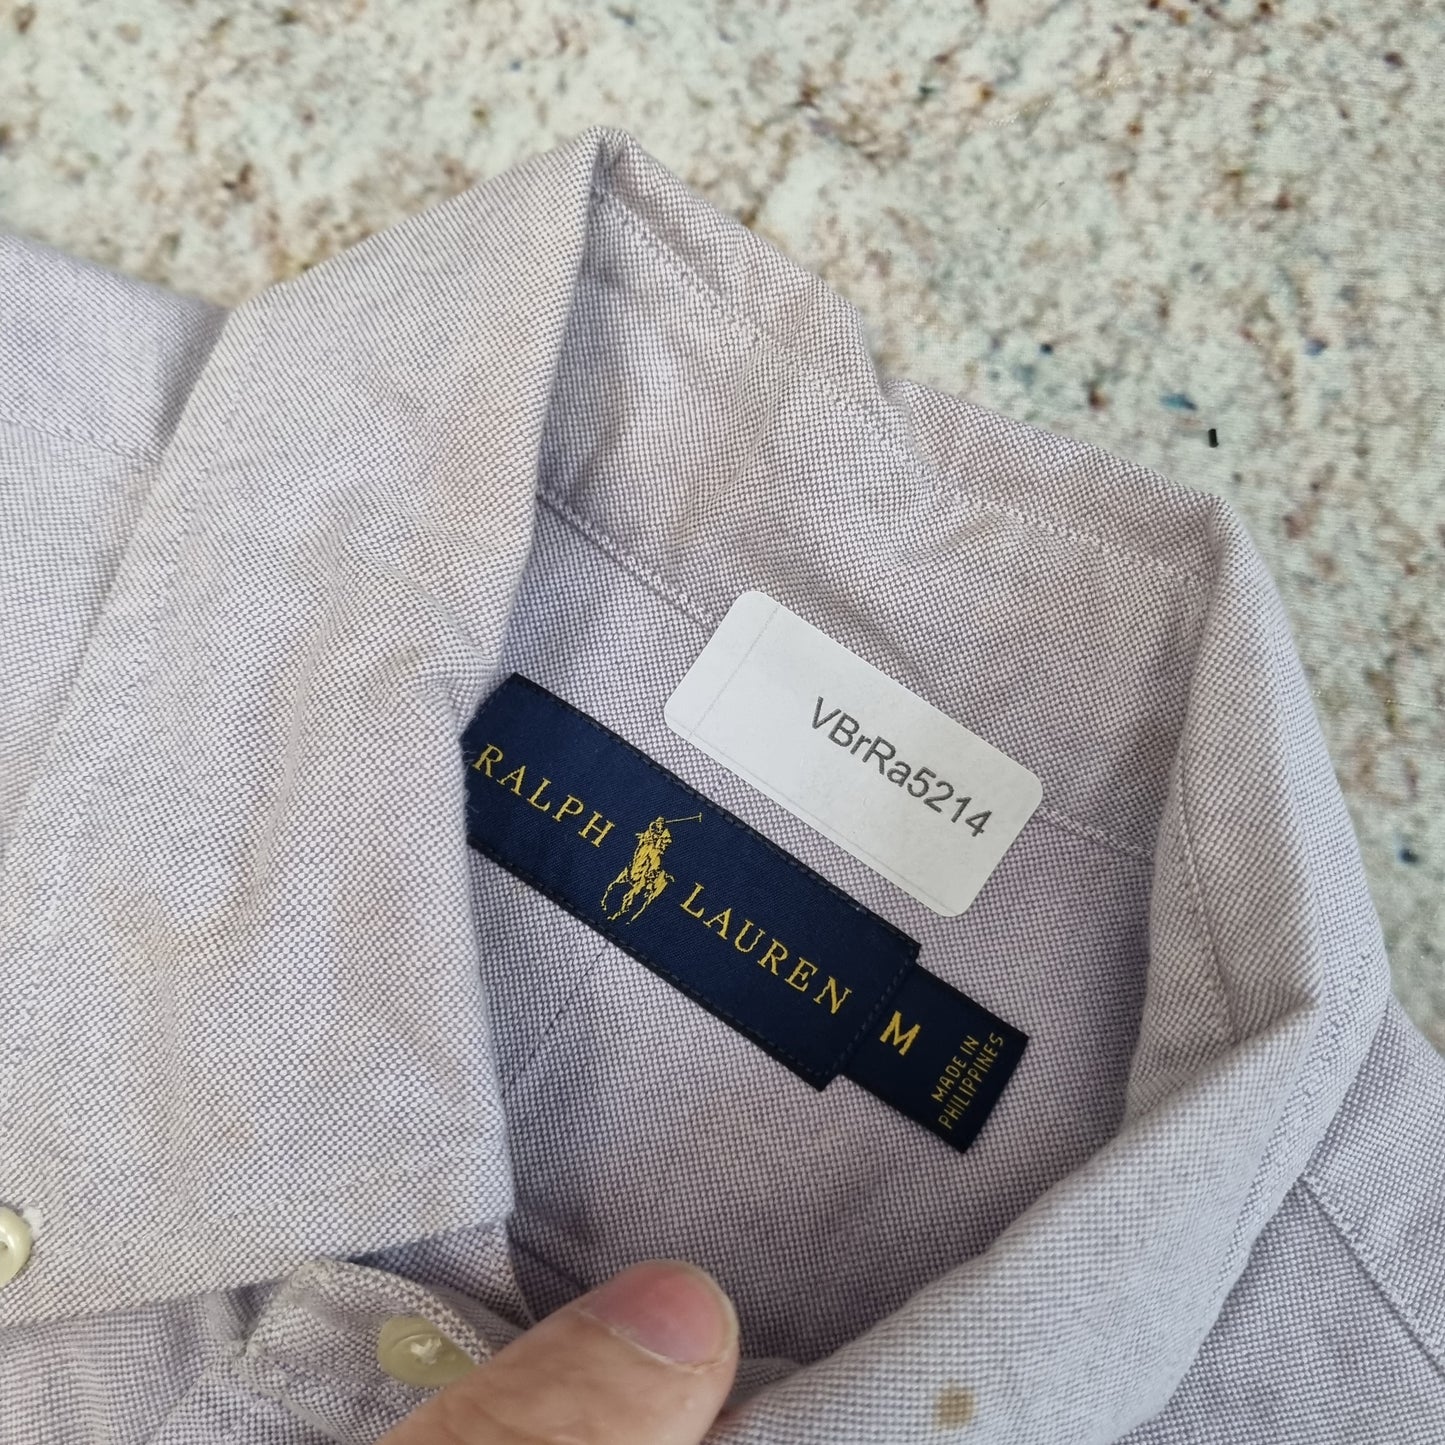 VBrRa5214
RALPH LAUREN
M
MADE IN
PHILIPPINES